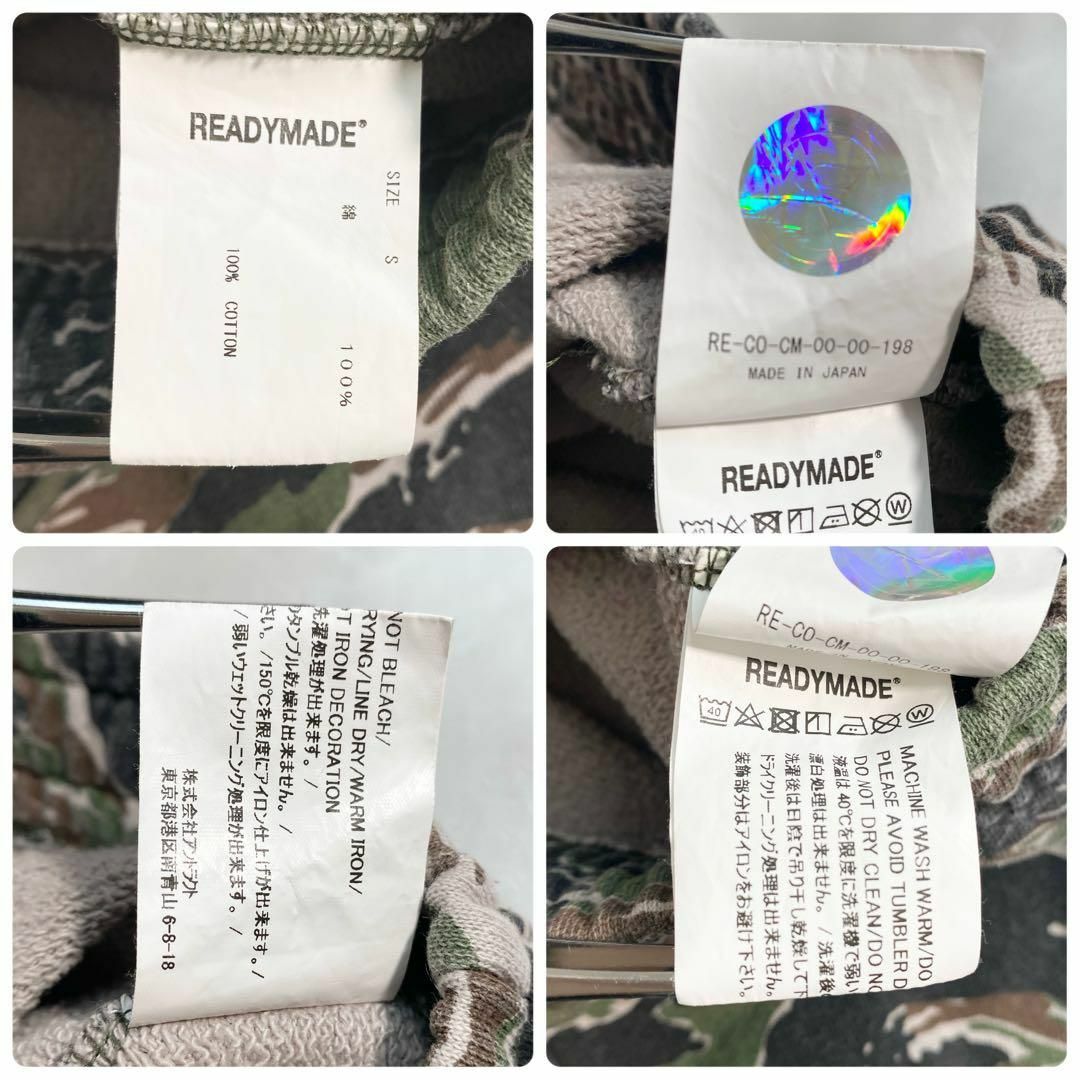 READYMADE®
SIZE S
綿 100%
100% COTTON
RE-CO-CM-00-00-198
MADE IN JAPAN
READYMADE®
NOT BLEACH/
RYING/LINE DRY/WARM IRON/
T IRON DECORATION
洗濯処理が出来ます。/
のタンブル乾燥は出来ません。/
さい。/150℃を限度にアイロン仕上げが出来ます。/
/弱いウェットクリーニング処理が出来ます。/
株式会社アンドラフト
東京都港区南青山6-8-18
RE-CO-CM-00-00-198
READYMADE®
40
W
MACHINE WASH WARM/DO
PLEASE AVOID TUMBLER D
DO NOT DRY CLEAN/DO NO
液温は40℃を限度に洗濯機で弱い
漂白処理は出来ません。/洗濯後の
洗濯後は日陰で吊り干し乾燥して下
ドライクリーニング処理は出来ません。
装飾部分はアイロンをお避け下さい。